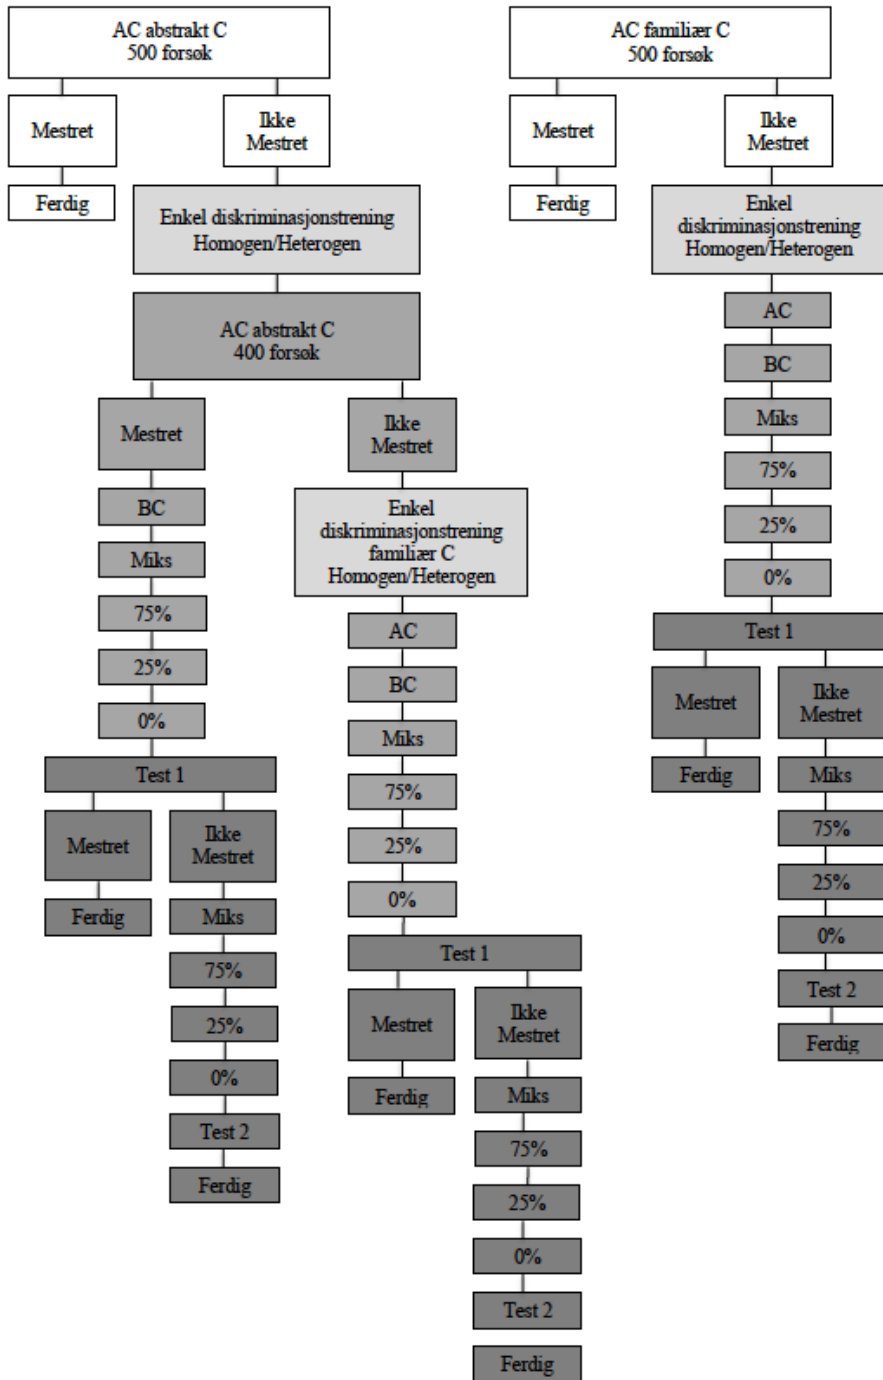 AC abstrakt C
500 forsøk
Mestret
Ikke
Mestret
Ferdig
Enkel diskriminasjonstrening
Homogen/Heterogen
AC abstrakt C
400 forsøk
Mestret
BC
Miks
75%
25%
0%
Test 1
Mestret
Ferdig
Ikke
Mestret
Miks
75%
25%
0%
Test 2
Ferdig
Ikke
Mestret
Enkel
diskriminasjonstrening
familiær C
Homogen/Heterogen
AC
BC
Miks
75%
25%
0%
Test 1
Mestret
Ferdig
Ikke
Mestret
Miks
75%
25%
0%
Test 2
Ferdig
AC familiær C
500 forsøk
Mestret
Ferdig
Ikke
Mestret
Enkel
diskriminasjonstrening
Homogen/Heterogen
AC
BC
Miks
75%
25%
0%
Test 1
Mestret
Ferdig
Ikke
Mestret
Miks
75%
25%
0%
Test 2
Ferdig